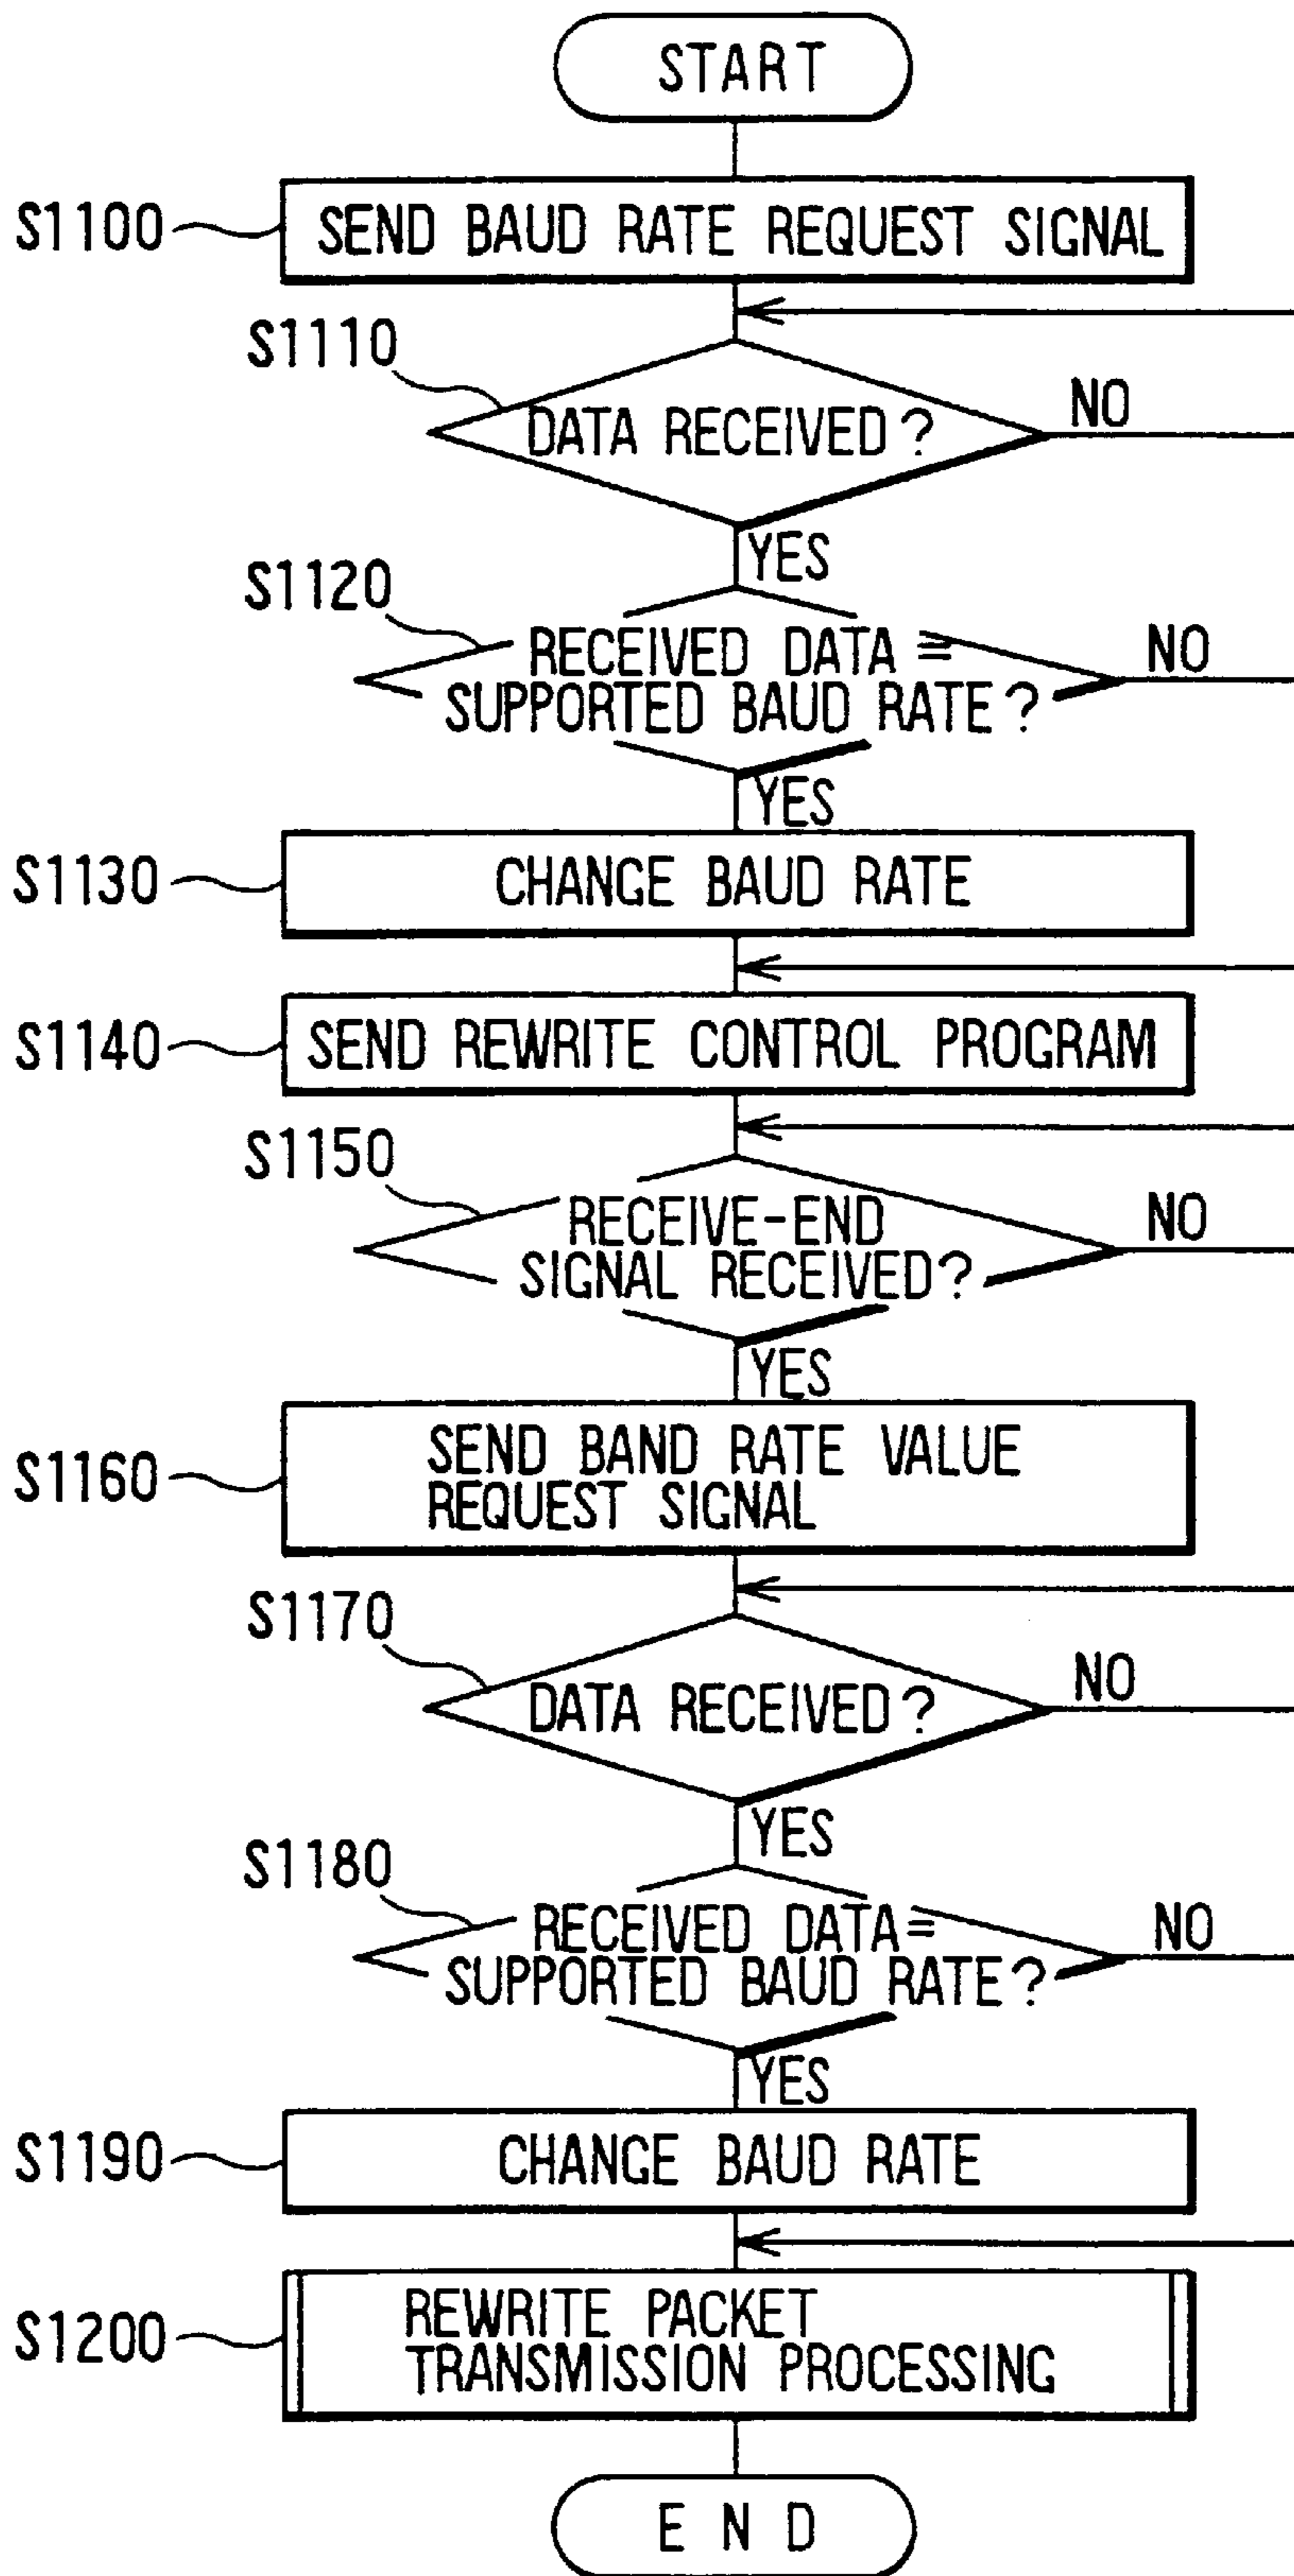 START
S1100
SEND BAUD RATE REQUEST SIGNAL
S1110
DATA RECEIVED?
NO
YES
S1120
RECEIVED DATA =
SUPPORTED BAUD RATE?
NO
YES
S1130
CHANGE BAUD RATE
S1140
SEND REWRITE CONTROL PROGRAM
S1150
RECEIVE-END
SIGNAL RECEIVED?
NO
YES
S1160
SEND BAND RATE VALUE
REQUEST SIGNAL
S1170
DATA RECEIVED?
NO
YES
S1180
RECEIVED DATA=
SUPPORTED BAUD RATE?
NO
YES
S1190
CHANGE BAUD RATE
S1200
REWRITE PACKET
TRANSMISSION PROCESSING
END